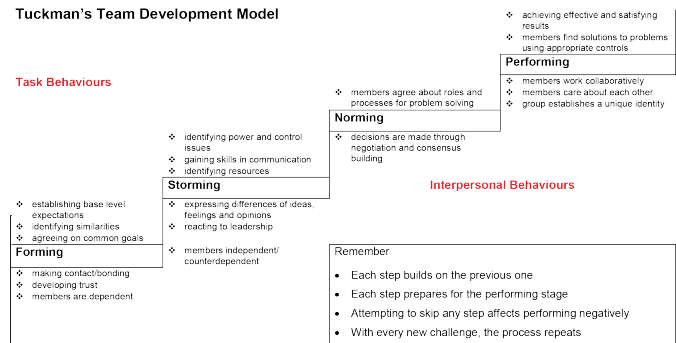 Tuckman's Team Development Model
Task Behaviours
❖ achieving effective and satisfying
results
❖ members find solutions to problems
using appropriate controls
Performing
❖ members work collaboratively
❖ members care about each other
❖ group establishes a unique identity
❖ members agree about roles and
processes for problem solving
Norming
❖ decisions are made through
negotiation and consensus
building
❖ identifying power and control
issues
❖ gaining skills in communication
❖ identifying resources
Storming
❖ expressing differences of ideas,
feelings and opinions
❖ reacting to leadership
❖ members independent/
counterdependent
Interpersonal Behaviours
❖ establishing base level
expectations
❖ identifying similarities
❖ agreeing on common goals
Forming
❖ making contact/bonding
❖ developing trust
❖ members are dependent
Remember
• Each step builds on the previous one
• Each step prepares for the performing stage
• Attempting to skip any step affects performing negatively
• With every new challenge, the process repeats